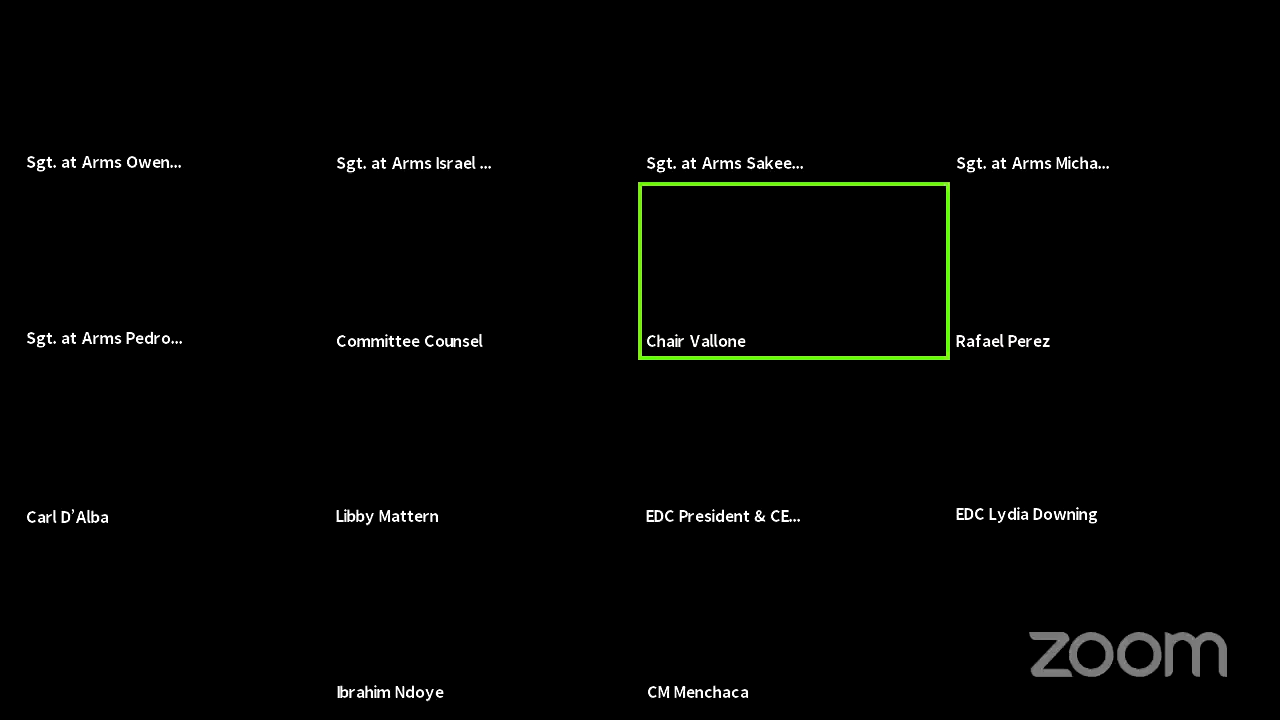 Sgt. at Arms Owen...
Sgt. at Arms Israel ...
Sgt. at Arms Sakee...
Sgt. at Arms Micha...
Sgt. at Arms Pedro...
Committee Counsel
Chair Vallone
Rafael Perez
Carl D’Alba
Libby Mattern
EDC President & CE...
EDC Lydia Downing
Ibrahim Ndoye
CM Menchaca
zoom